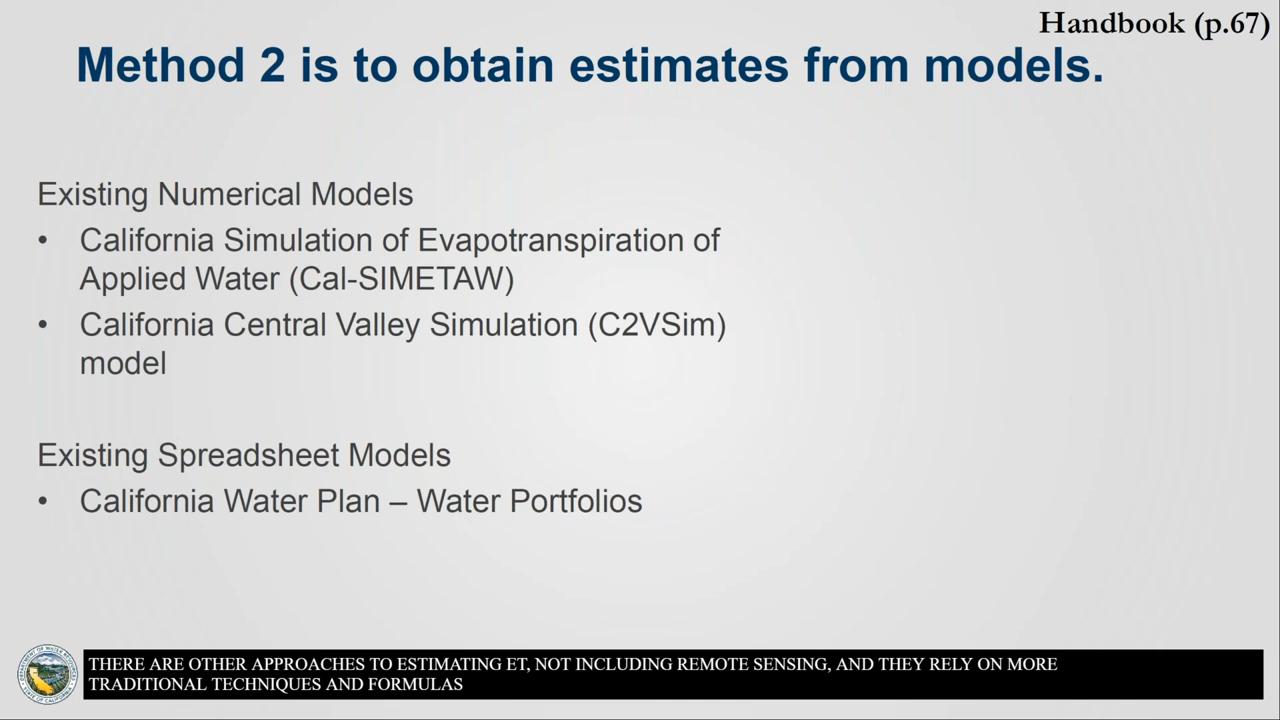 Handbook (p.67)
Method 2 is to obtain estimates from models.
Existing Numerical Models
• California Simulation of Evapotranspiration of
Applied Water (Cal-SIMETAW)
• California Central Valley Simulation (C2VSim)
model
Existing Spreadsheet Models
• California Water Plan – Water Portfolios
THERE ARE OTHER APPROACHES TO ESTIMATING ET, NOT INCLUDING REMOTE SENSING, AND THEY RELY ON MORE
TRADITIONAL TECHNIQUES AND FORMULAS